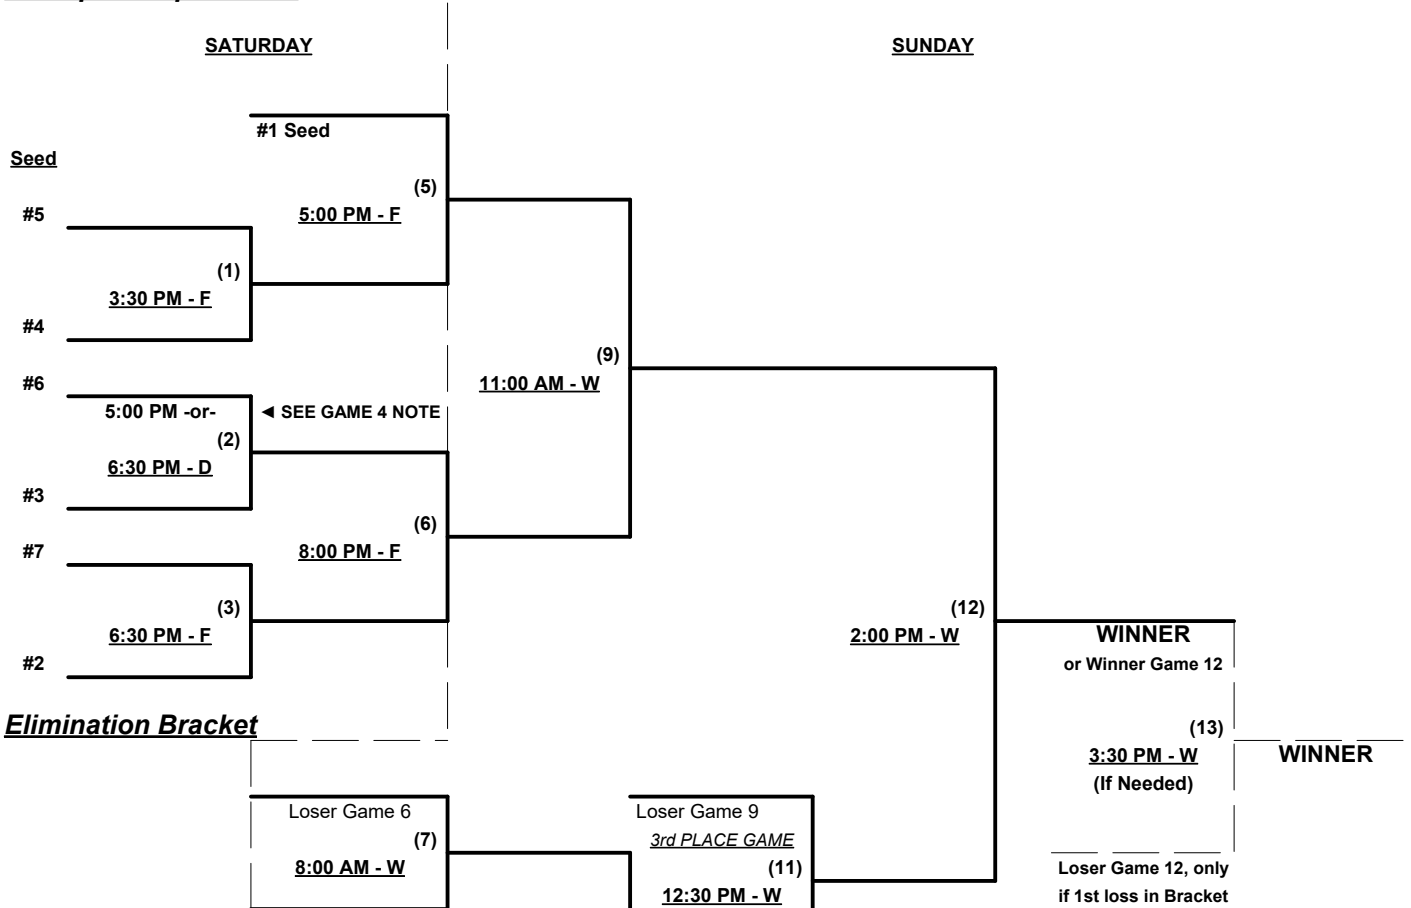 SATURDAY
SUNDAY
#1 Seed
Seed
(5)
#5
5:00 PM - F
(1)
3:30 PM - F
#4
(9)
#6
11:00 AM - W
5:00 PM -or-
◄ SEE GAME 4 NOTE
(2)
6:30 PM - D
#3
(6)
#7
8:00 PM - F
(3)
(12)
6:30 PM - F
2:00 PM - W
WINNER
#2
or Winner Game 12
Elimination Bracket
(13)
3:30 PM - W
WINNER
(If Needed)
Loser Game 6
Loser Game 9
(7)
3rd PLACE GAME
8:00 AM - W
(11)
Loser Game 12, only
12:30 PM - W
if 1st loss in Bracket